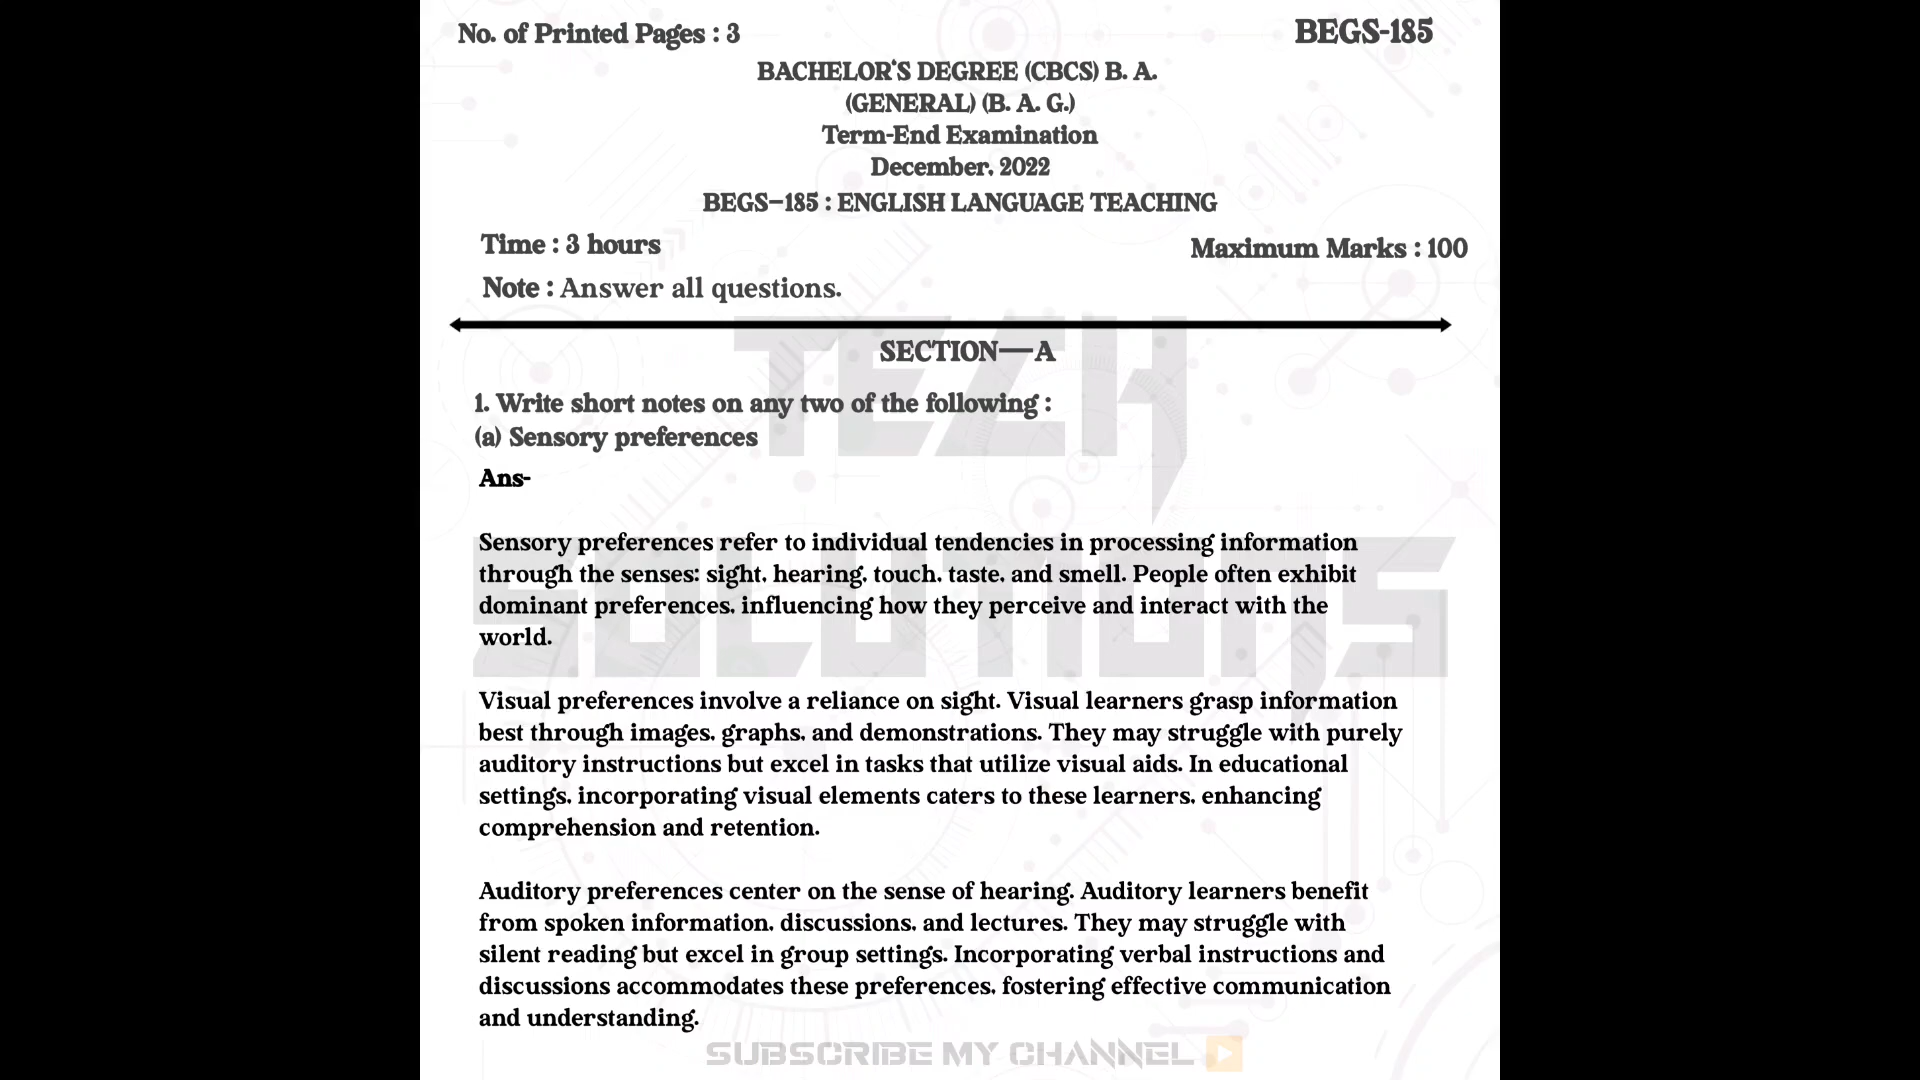 No. of Printed Pages : 3
BEGS-185
BACHELOR'S DEGREE (CBCS) B. A.
(GENERAL) (B. A. G.)
Term-End Examination
December, 2022
BEGS-185 : ENGLISH LANGUAGE TEACHING
Time : 3 hours
Maximum Marks : 100
Note : Answer all questions.
TECH
SECTION—A
1. Write short notes on any two of the following :
(a) Sensory preferences
Ans-
SOLUTIONS
Sensory preferences refer to individual tendencies in processing information
through the senses: sight, hearing, touch, taste, and smell. People often exhibit
dominant preferences, influencing how they perceive and interact with the
world.
Visual preferences involve a reliance on sight. Visual learners grasp information
best through images, graphs, and demonstrations. They may struggle with purely
auditory instructions but excel in tasks that utilize visual aids. In educational
settings, incorporating visual elements caters to these learners, enhancing
comprehension and retention.
Auditory preferences center on the sense of hearing. Auditory learners benefit
from spoken information, discussions, and lectures. They may struggle with
silent reading but excel in group settings. Incorporating verbal instructions and
discussions accommodates these preferences, fostering effective communication
and understanding.
SUBSCRIBE MY CHANNEL